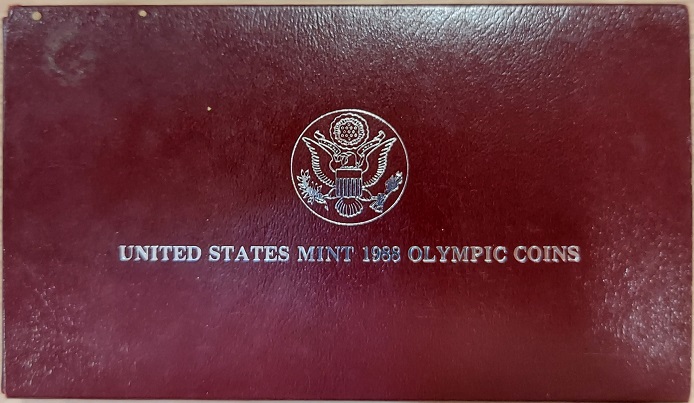 UNITED STATES MINT 1988 OLYMPIC COINS